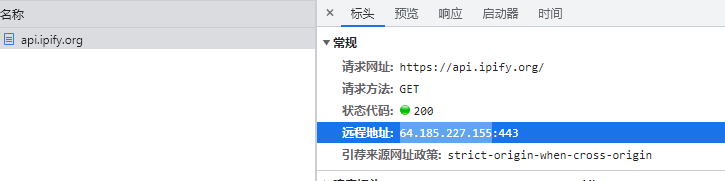 名称
× 标头 预览 响应 启动器 时间
api.ipify.org
▼常规
请求网址: https://api.ipify.org/
请求方法: GET
状态代码: 200
远程地址: 64.185.227.155:443
引荐来源网址政策: strict-origin-when-cross-origin